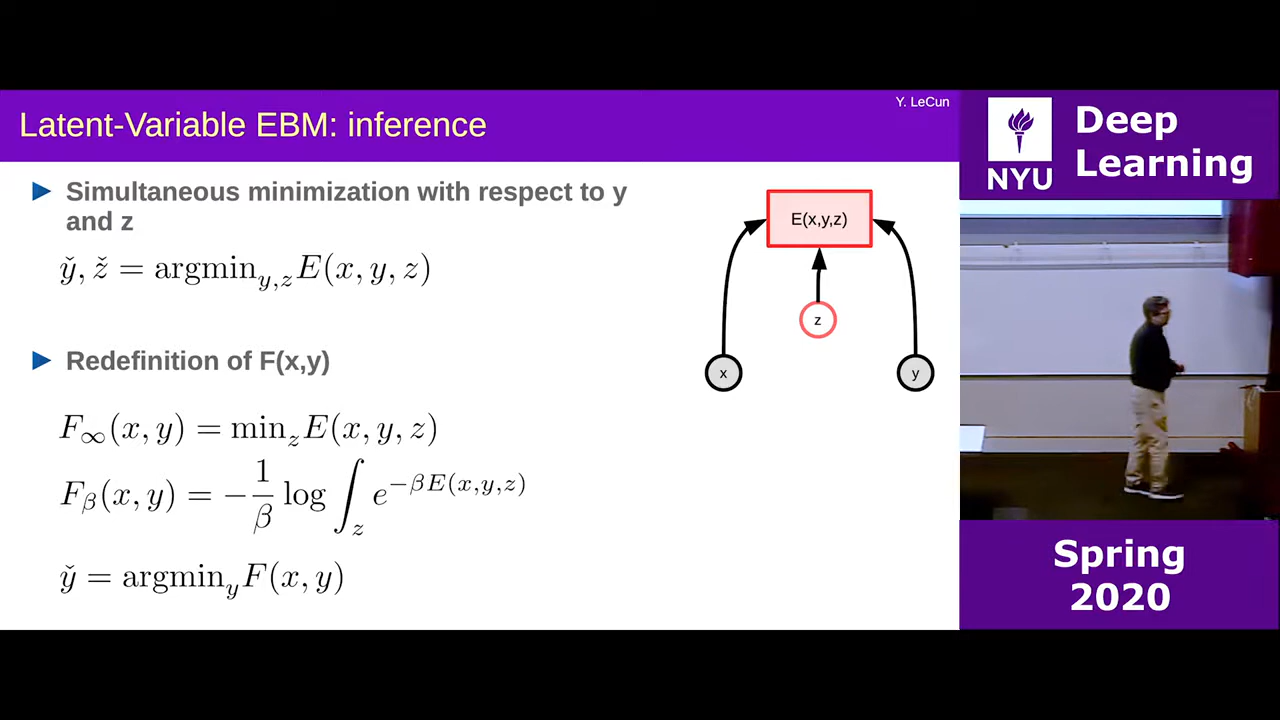 Y. LeCun
Latent-Variable EBM: inference
▶ Simultaneous minimization with respect to y
and z
y̌, ž = argmin_{y,z} E(x, y, z)
▶ Redefinition of F(x,y)
F_∞(x, y) = min_z E(x, y, z)
F_β(x, y) = −\frac{1}{β} log ∫_z e^{−βE(x,y,z)}
y̌ = argmin_y F(x, y)
E(x,y,z)
z
x
y
NYU
Deep
Learning
Spring
2020